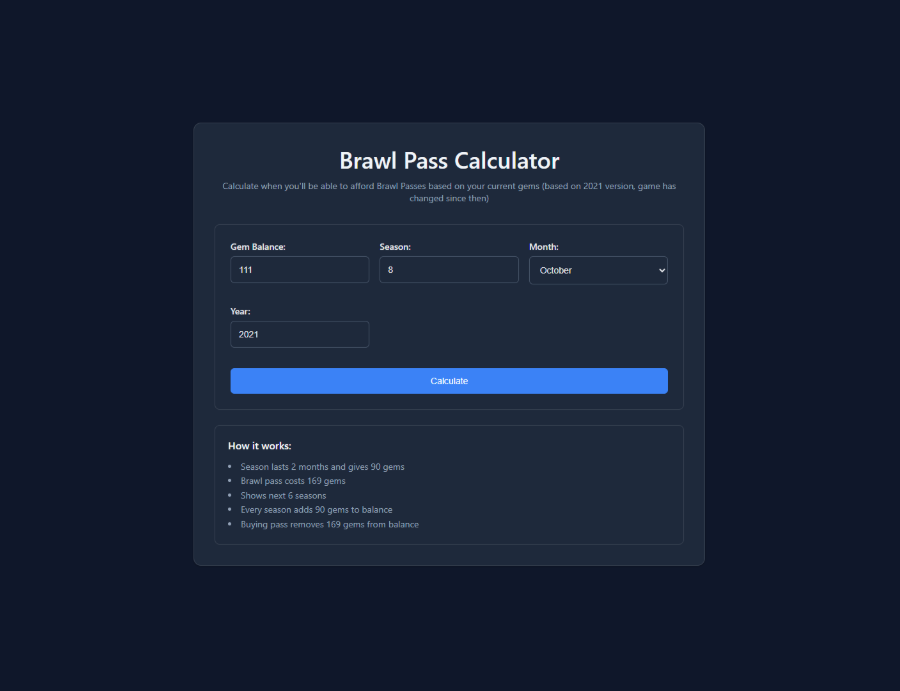 Brawl Pass Calculator
Calculate when you'll be able to afford Brawl Passes based on your current gems (based on 2021 version, game has
changed since then)
Gem Balance: Season: Month:
111 8 October
Year:
2021
Calculate
How it works:
• Season lasts 2 months and gives 90 gems
• Brawl pass costs 169 gems
• Shows next 6 seasons
• Every season adds 90 gems to balance
• Buying pass removes 169 gems from balance